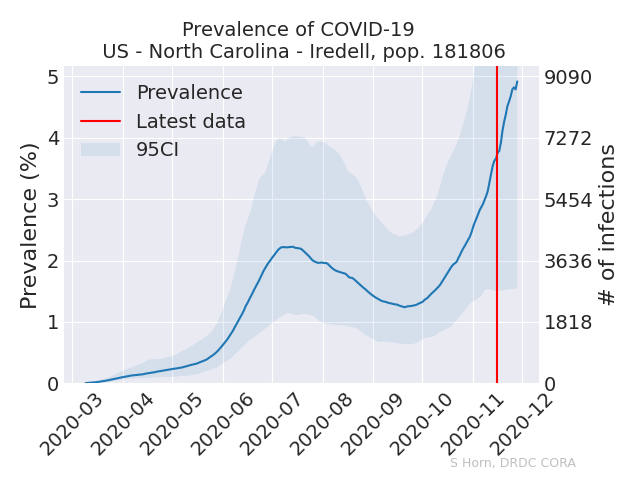 Prevalence of COVID-19
US - North Carolina - Iredell, pop. 181806
Prevalence
Latest data
95CI
Prevalence (%)
5
4
3
2
1
0
9090
7272
5454
3636
1818
0
# of infections
2020-03
2020-04
2020-05
2020-06
2020-07
2020-08
2020-09
2020-10
2020-11
2020-12
S Horn, DRDC CORA